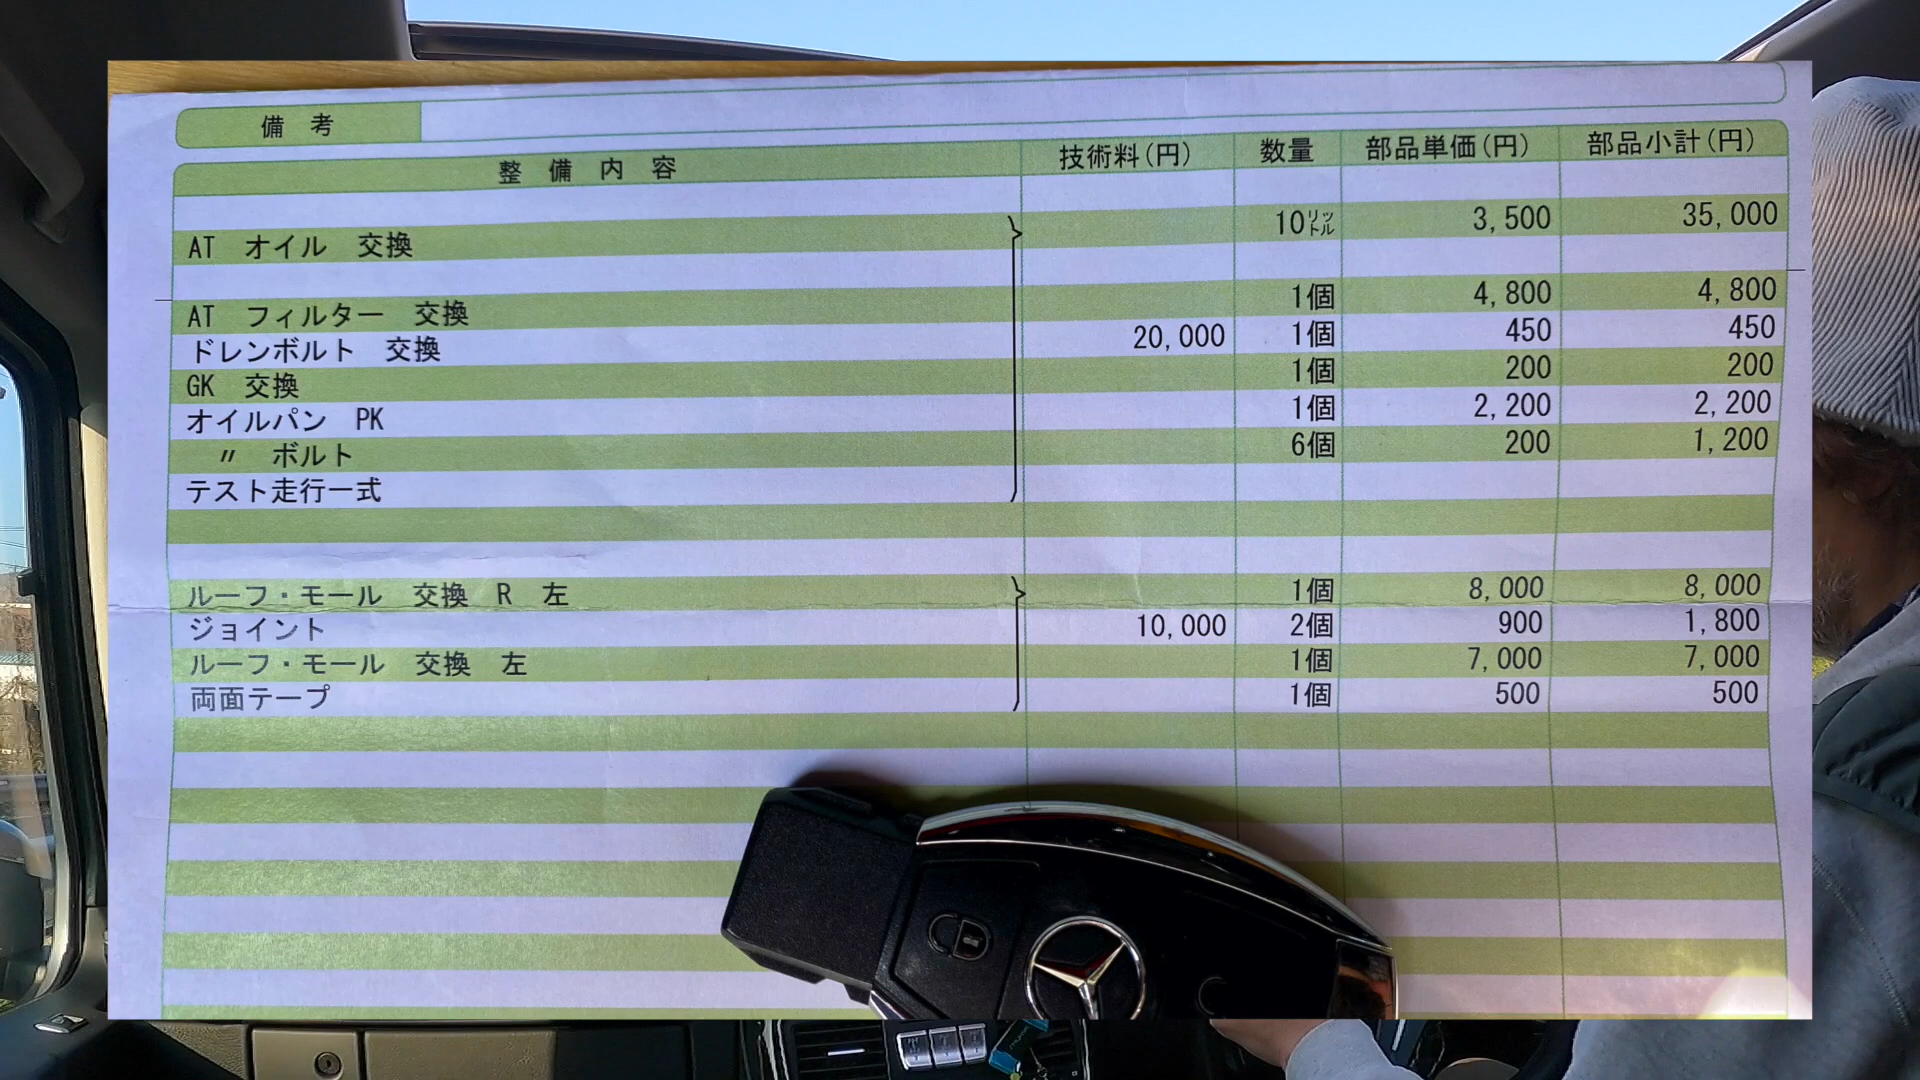 備考
整備内容 技術料(円) 数量 部品単価(円) 部品小計(円)
AT オイル 交換 10リットル 3,500 35,000
AT フィルター 交換 1個 4,800 4,800
ドレンボルト 交換 20,000 1個 450 450
GK 交換 1個 200 200
オイルパン PK 1個 2,200 2,200
〃 ボルト 6個 200 1,200
テスト走行一式
ルーフ・モール 交換 R 左 1個 8,000 8,000
ジョイント 10,000 2個 900 1,800
ルーフ・モール 交換 左 1個 7,000 7,000
両面テープ 1個 500 500